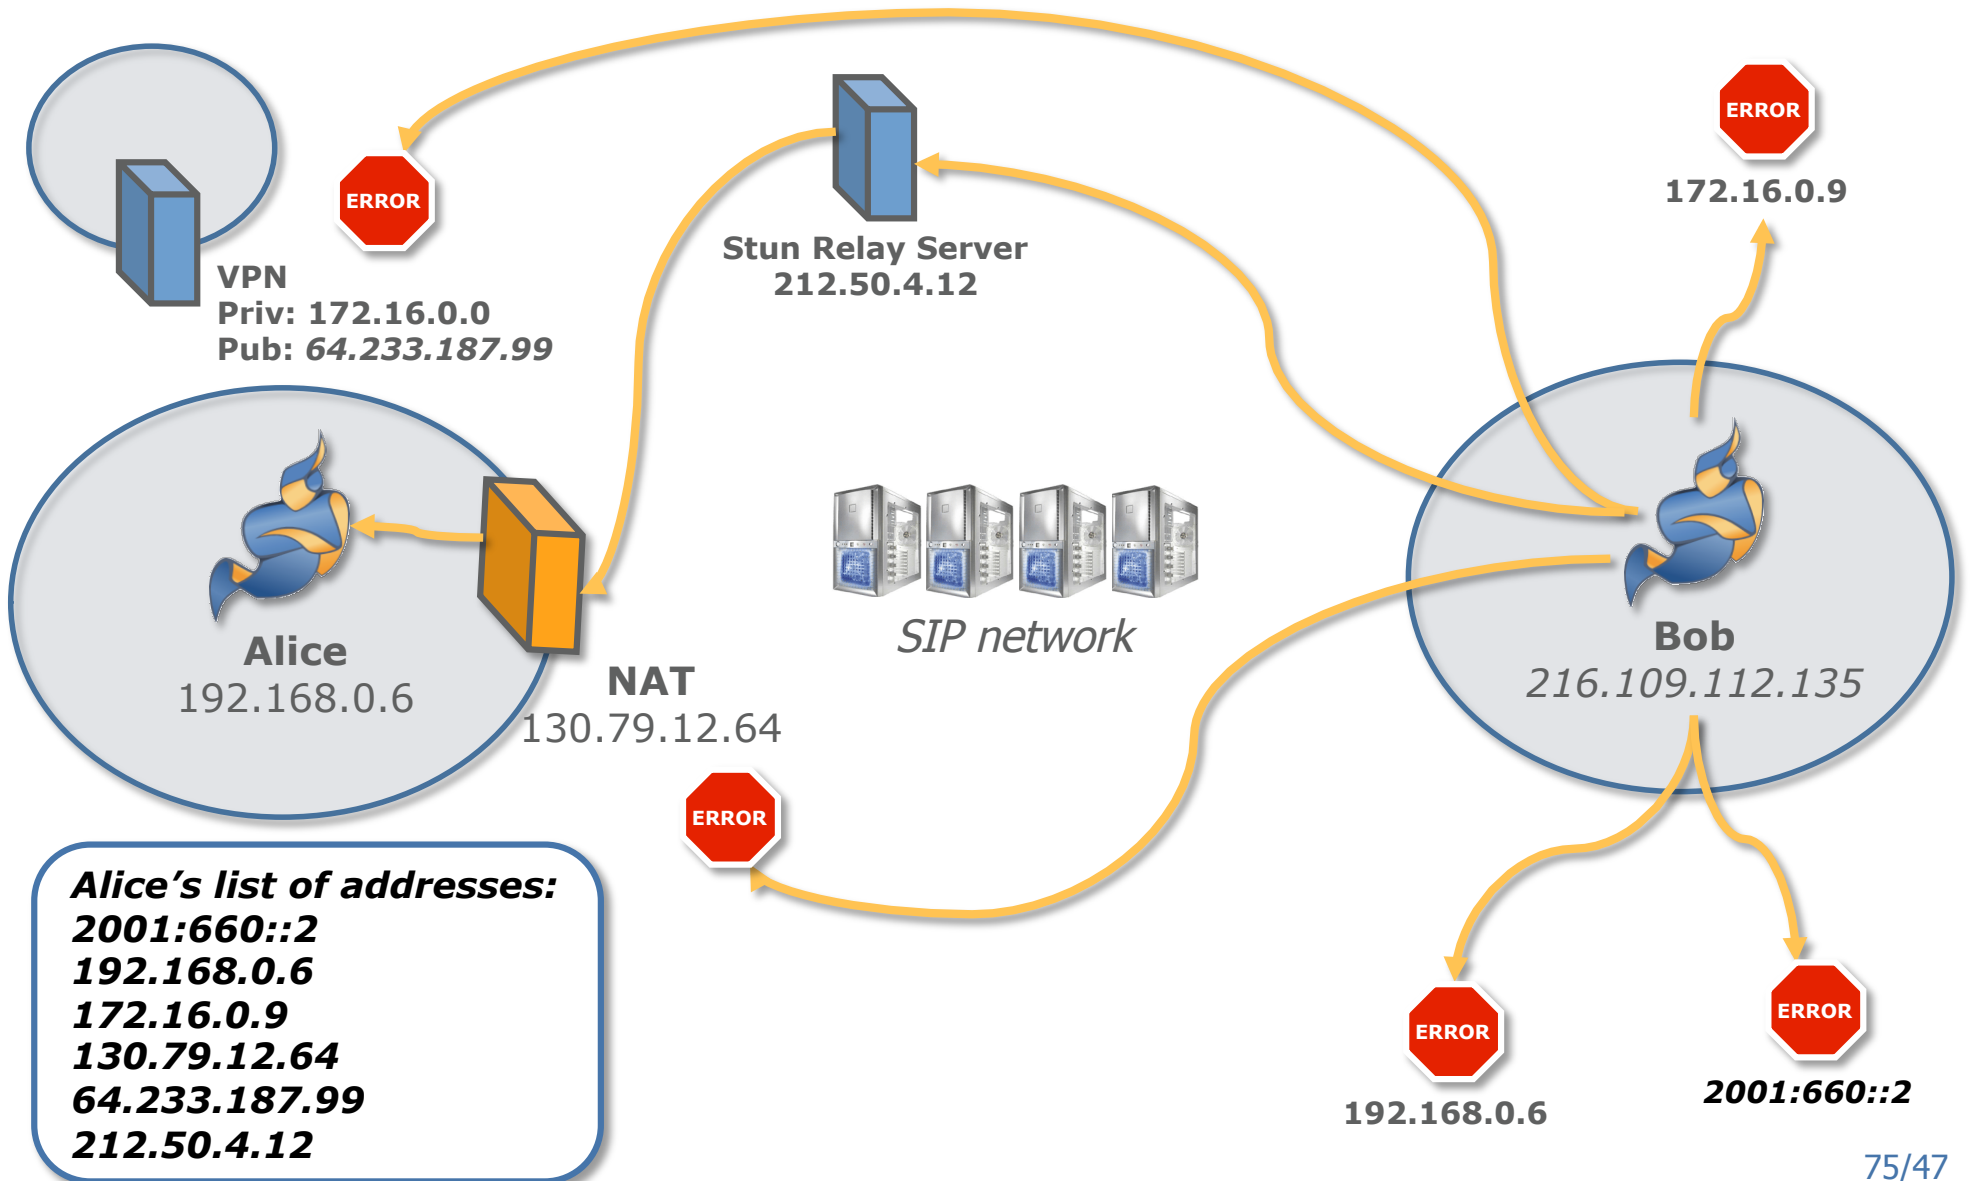 ERROR
172.16.0.9
ERROR
VPN
Priv: 172.16.0.0
Pub: 64.233.187.99
Stun Relay Server
212.50.4.12
Alice
192.168.0.6
NAT
130.79.12.64
SIP network
Bob
216.109.112.135
ERROR
Alice’s list of addresses:
2001:660::2
192.168.0.6
172.16.0.9
130.79.12.64
64.233.187.99
212.50.4.12
ERROR
192.168.0.6
ERROR
2001:660::2
75/47